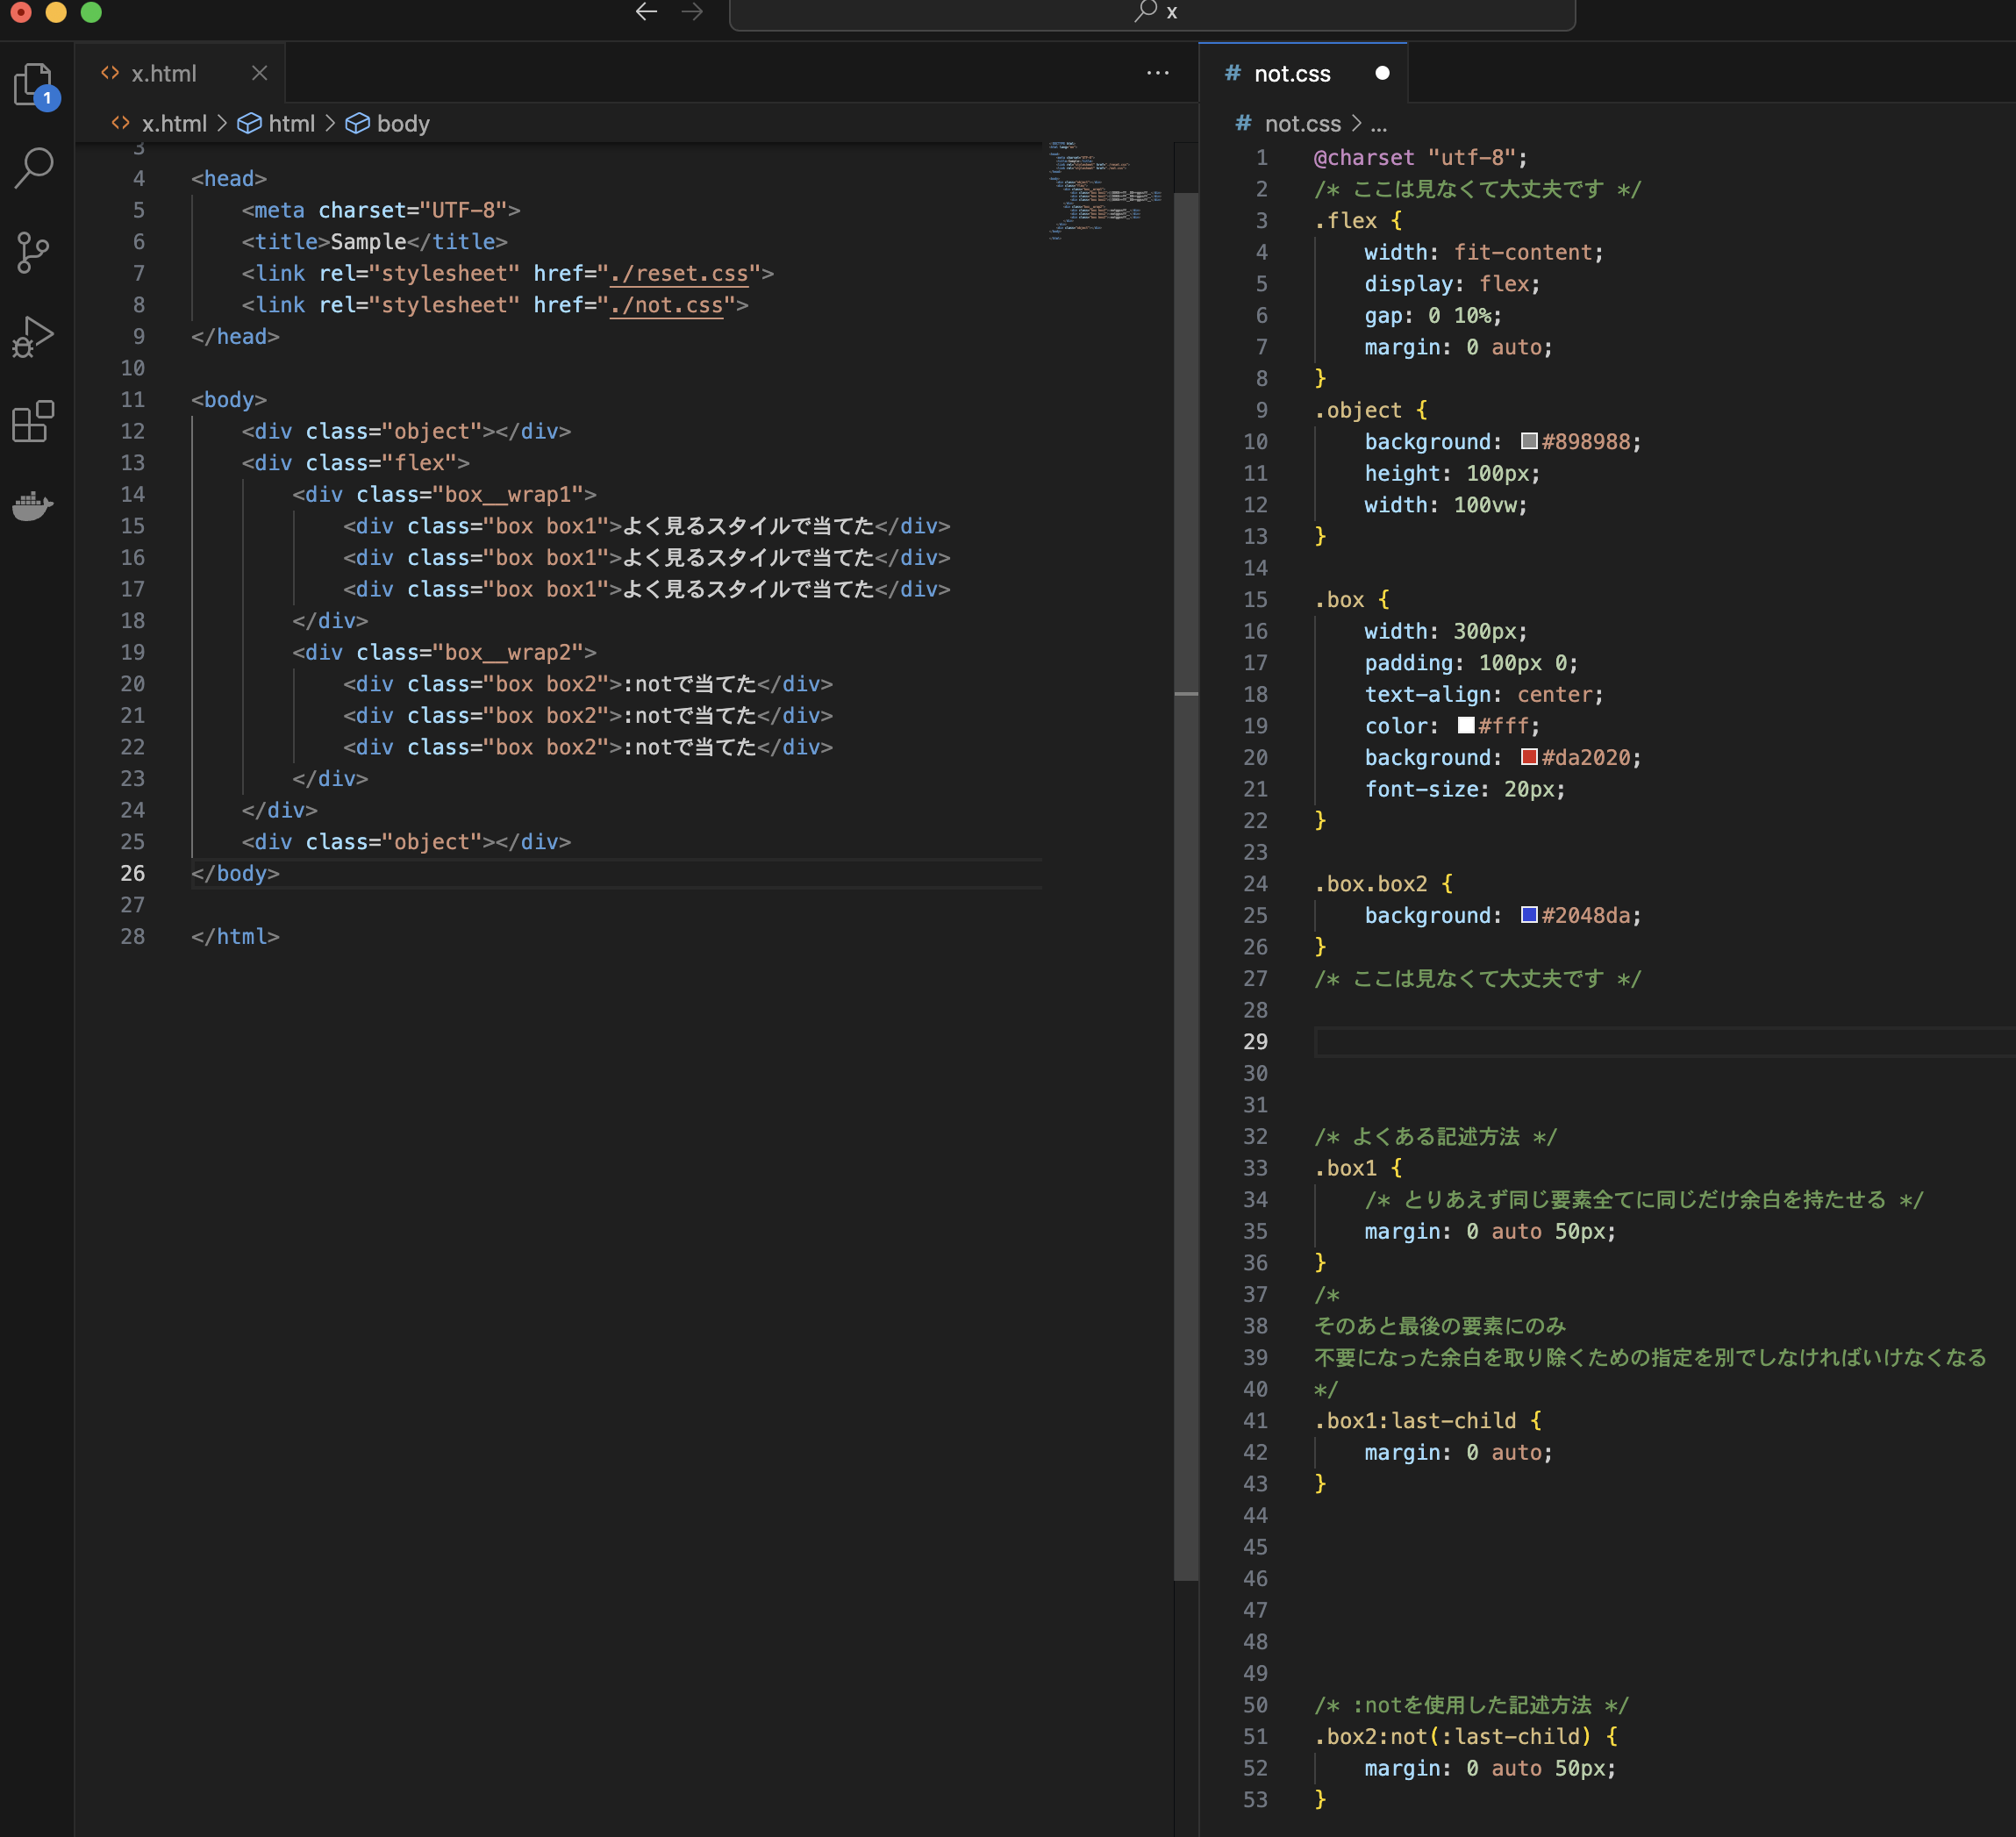 x
x.html
x.html > html > body
3
4 <head>
5 <meta charset="UTF-8">
6 <title>Sample</title>
7 <link rel="stylesheet" href="./reset.css">
8 <link rel="stylesheet" href="./not.css">
9 </head>
10
11 <body>
12 <div class="object"></div>
13 <div class="flex">
14 <div class="box__wrap1">
15 <div class="box box1">よく見るスタイルで当てた</div>
16 <div class="box box1">よく見るスタイルで当てた</div>
17 <div class="box box1">よく見るスタイルで当てた</div>
18 </div>
19 <div class="box__wrap2">
20 <div class="box box2">:notで当てた</div>
21 <div class="box box2">:notで当てた</div>
22 <div class="box box2">:notで当てた</div>
23 </div>
24 </div>
25 <div class="object"></div>
26 </body>
27
28 </html>
1
# not.css
# not.css > ...
1 @charset "utf-8";
2 /* ここは見なくて大丈夫です */
3 .flex {
4 width: fit-content;
5 display: flex;
6 gap: 0 10%;
7 margin: 0 auto;
8 }
9 .object {
10 background: #898988;
11 height: 100px;
12 width: 100vw;
13 }
14
15 .box {
16 width: 300px;
17 padding: 100px 0;
18 text-align: center;
19 color: #fff;
20 background: #da2020;
21 font-size: 20px;
22 }
23
24 .box.box2 {
25 background: #2048da;
26 }
27 /* ここは見なくて大丈夫です */
28
29
30
31
32 /* よくある記述方法 */
33 .box1 {
34 /* とりあえず同じ要素全てに同じだけ余白を持たせる */
35 margin: 0 auto 50px;
36 }
37 /*
38 そのあと最後の要素にのみ
39 不要になった余白を取り除くための指定を別でしなければいけなくなる
40 */
41 .box1:last-child {
42 margin: 0 auto;
43 }
44
45
46
47
48
49
50 /* :notを使用した記述方法 */
51 .box2:not(:last-child) {
52 margin: 0 auto 50px;
53 }